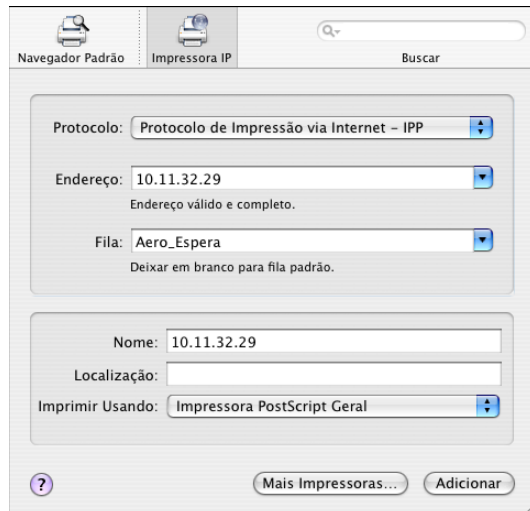 Navegador Padrão
Impressora IP
Buscar
Protocolo: Protocolo de Impressão via Internet – IPP
Endereço: 10.11.32.29
Endereço válido e completo.
Fila: Aero_Espera
Deixar em branco para fila padrão.
Nome: 10.11.32.29
Localização:
Imprimir Usando: Impressora PostScript Geral
?
Mais Impressoras...
Adicionar